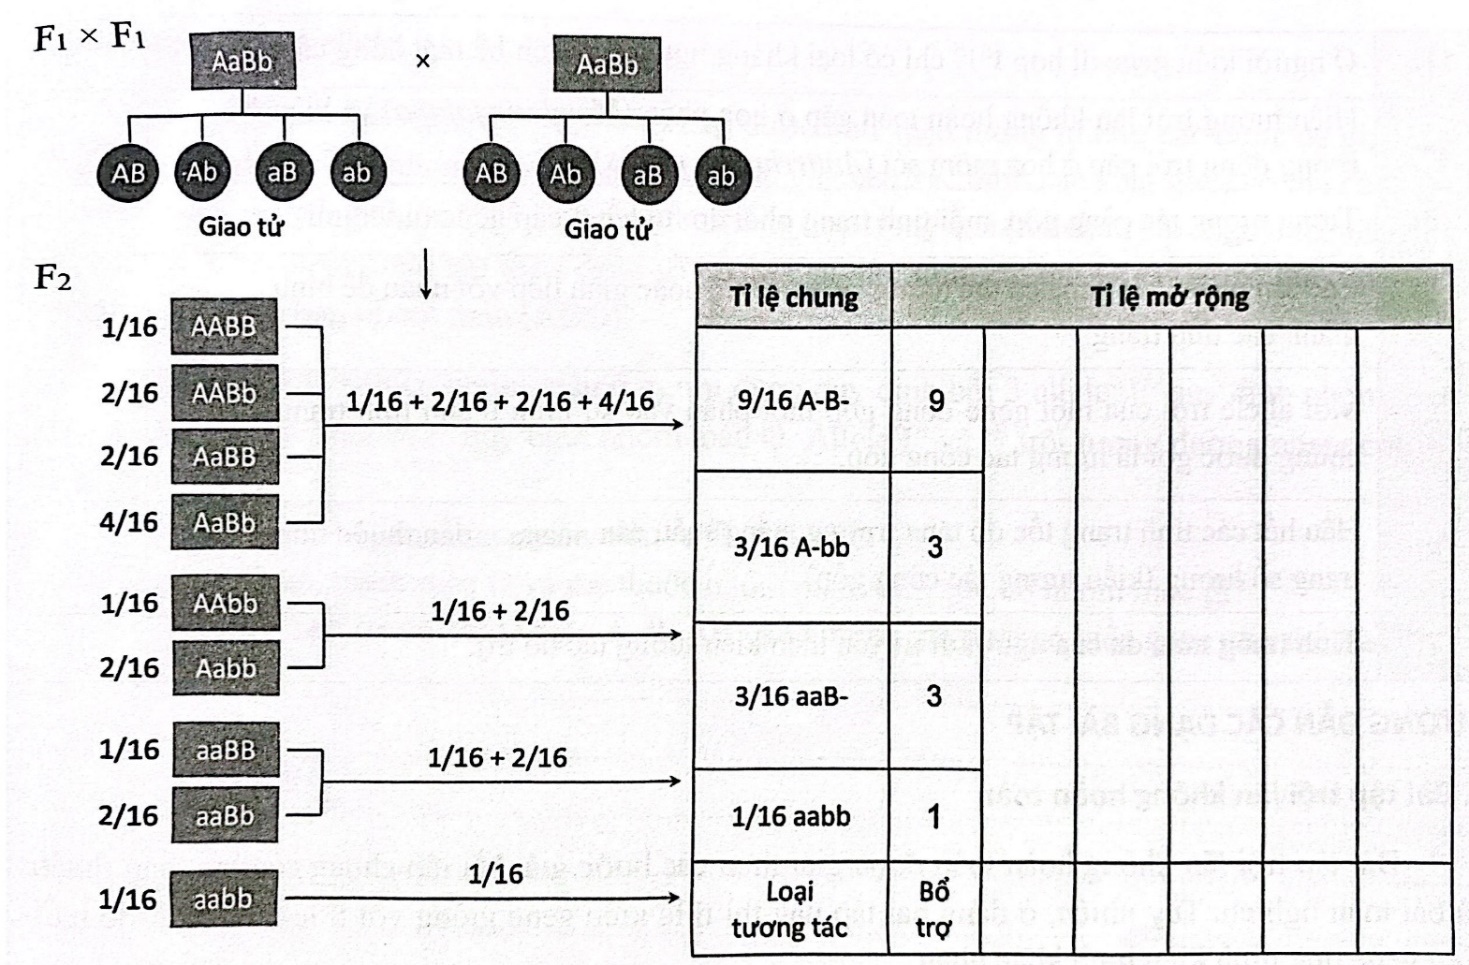 F1 × F1
AaBb × AaBb
AB Ab aB ab AB Ab aB ab
Giao tử Giao tử
F2
Tỉ lệ chung Tỉ lệ mở rộng
1/16 AABB
2/16 AABb
1/16 + 2/16 + 2/16 + 4/16
9/16 A-B- 9
2/16 AaBB
4/16 AaBb
3/16 A-bb 3
1/16 AAbb
1/16 + 2/16
2/16 Aabb
3/16 aaB- 3
1/16 aaBB
1/16 + 2/16
2/16 aaBb
1/16 aabb 1
1/16
1/16 aabb
Loại Bổ
tương tác trợ